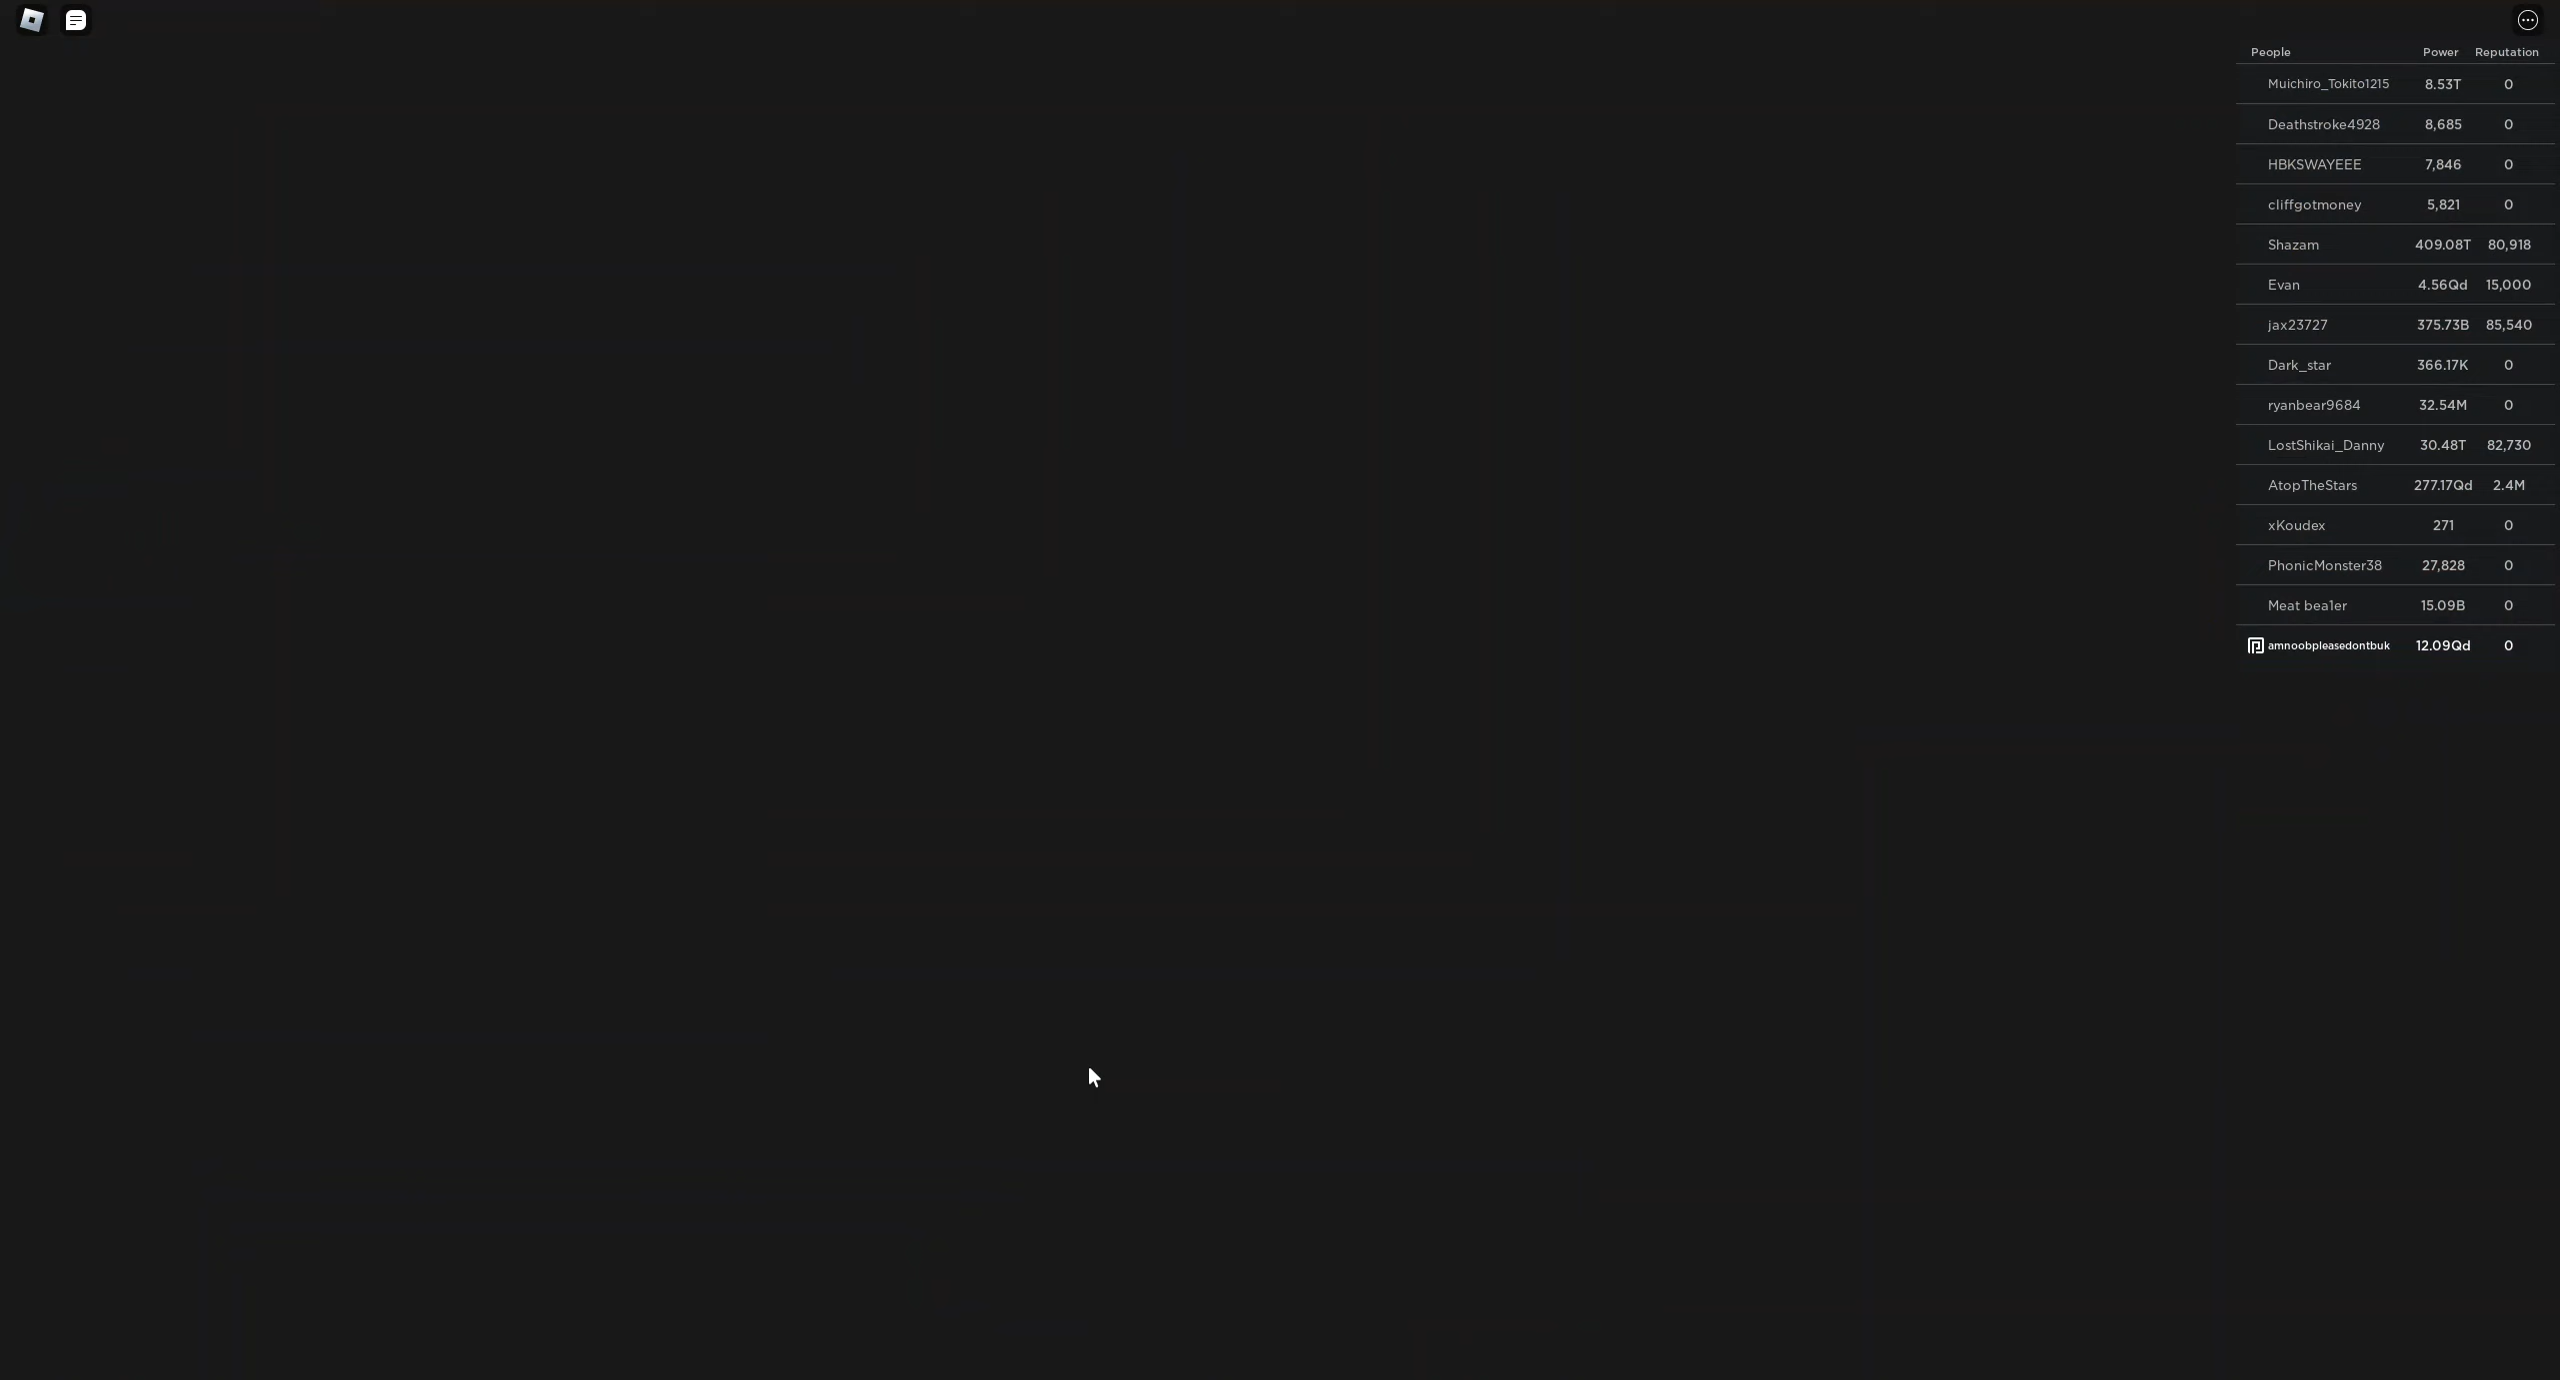 People Power Reputation
Muichiro_Tokito1215 8.53T 0
Deathstroke4928 8,685 0
HBKSWAYEEE 7,846 0
cliffgotmoney 5,821 0
Shazam 409.08T 80,918
Evan 4.56Qd 15,000
jax23727 375.73B 85,540
Dark_star 366.17K 0
ryanbear9684 32.54M 0
LostShikai_Danny 30.48T 82,730
AtopTheStars 277.17Qd 2.4M
xKoudex 271 0
PhonicMonster38 27,828 0
Meat bea1er 15.09B 0
amnoobpleasedontbuk 12.09Qd 0